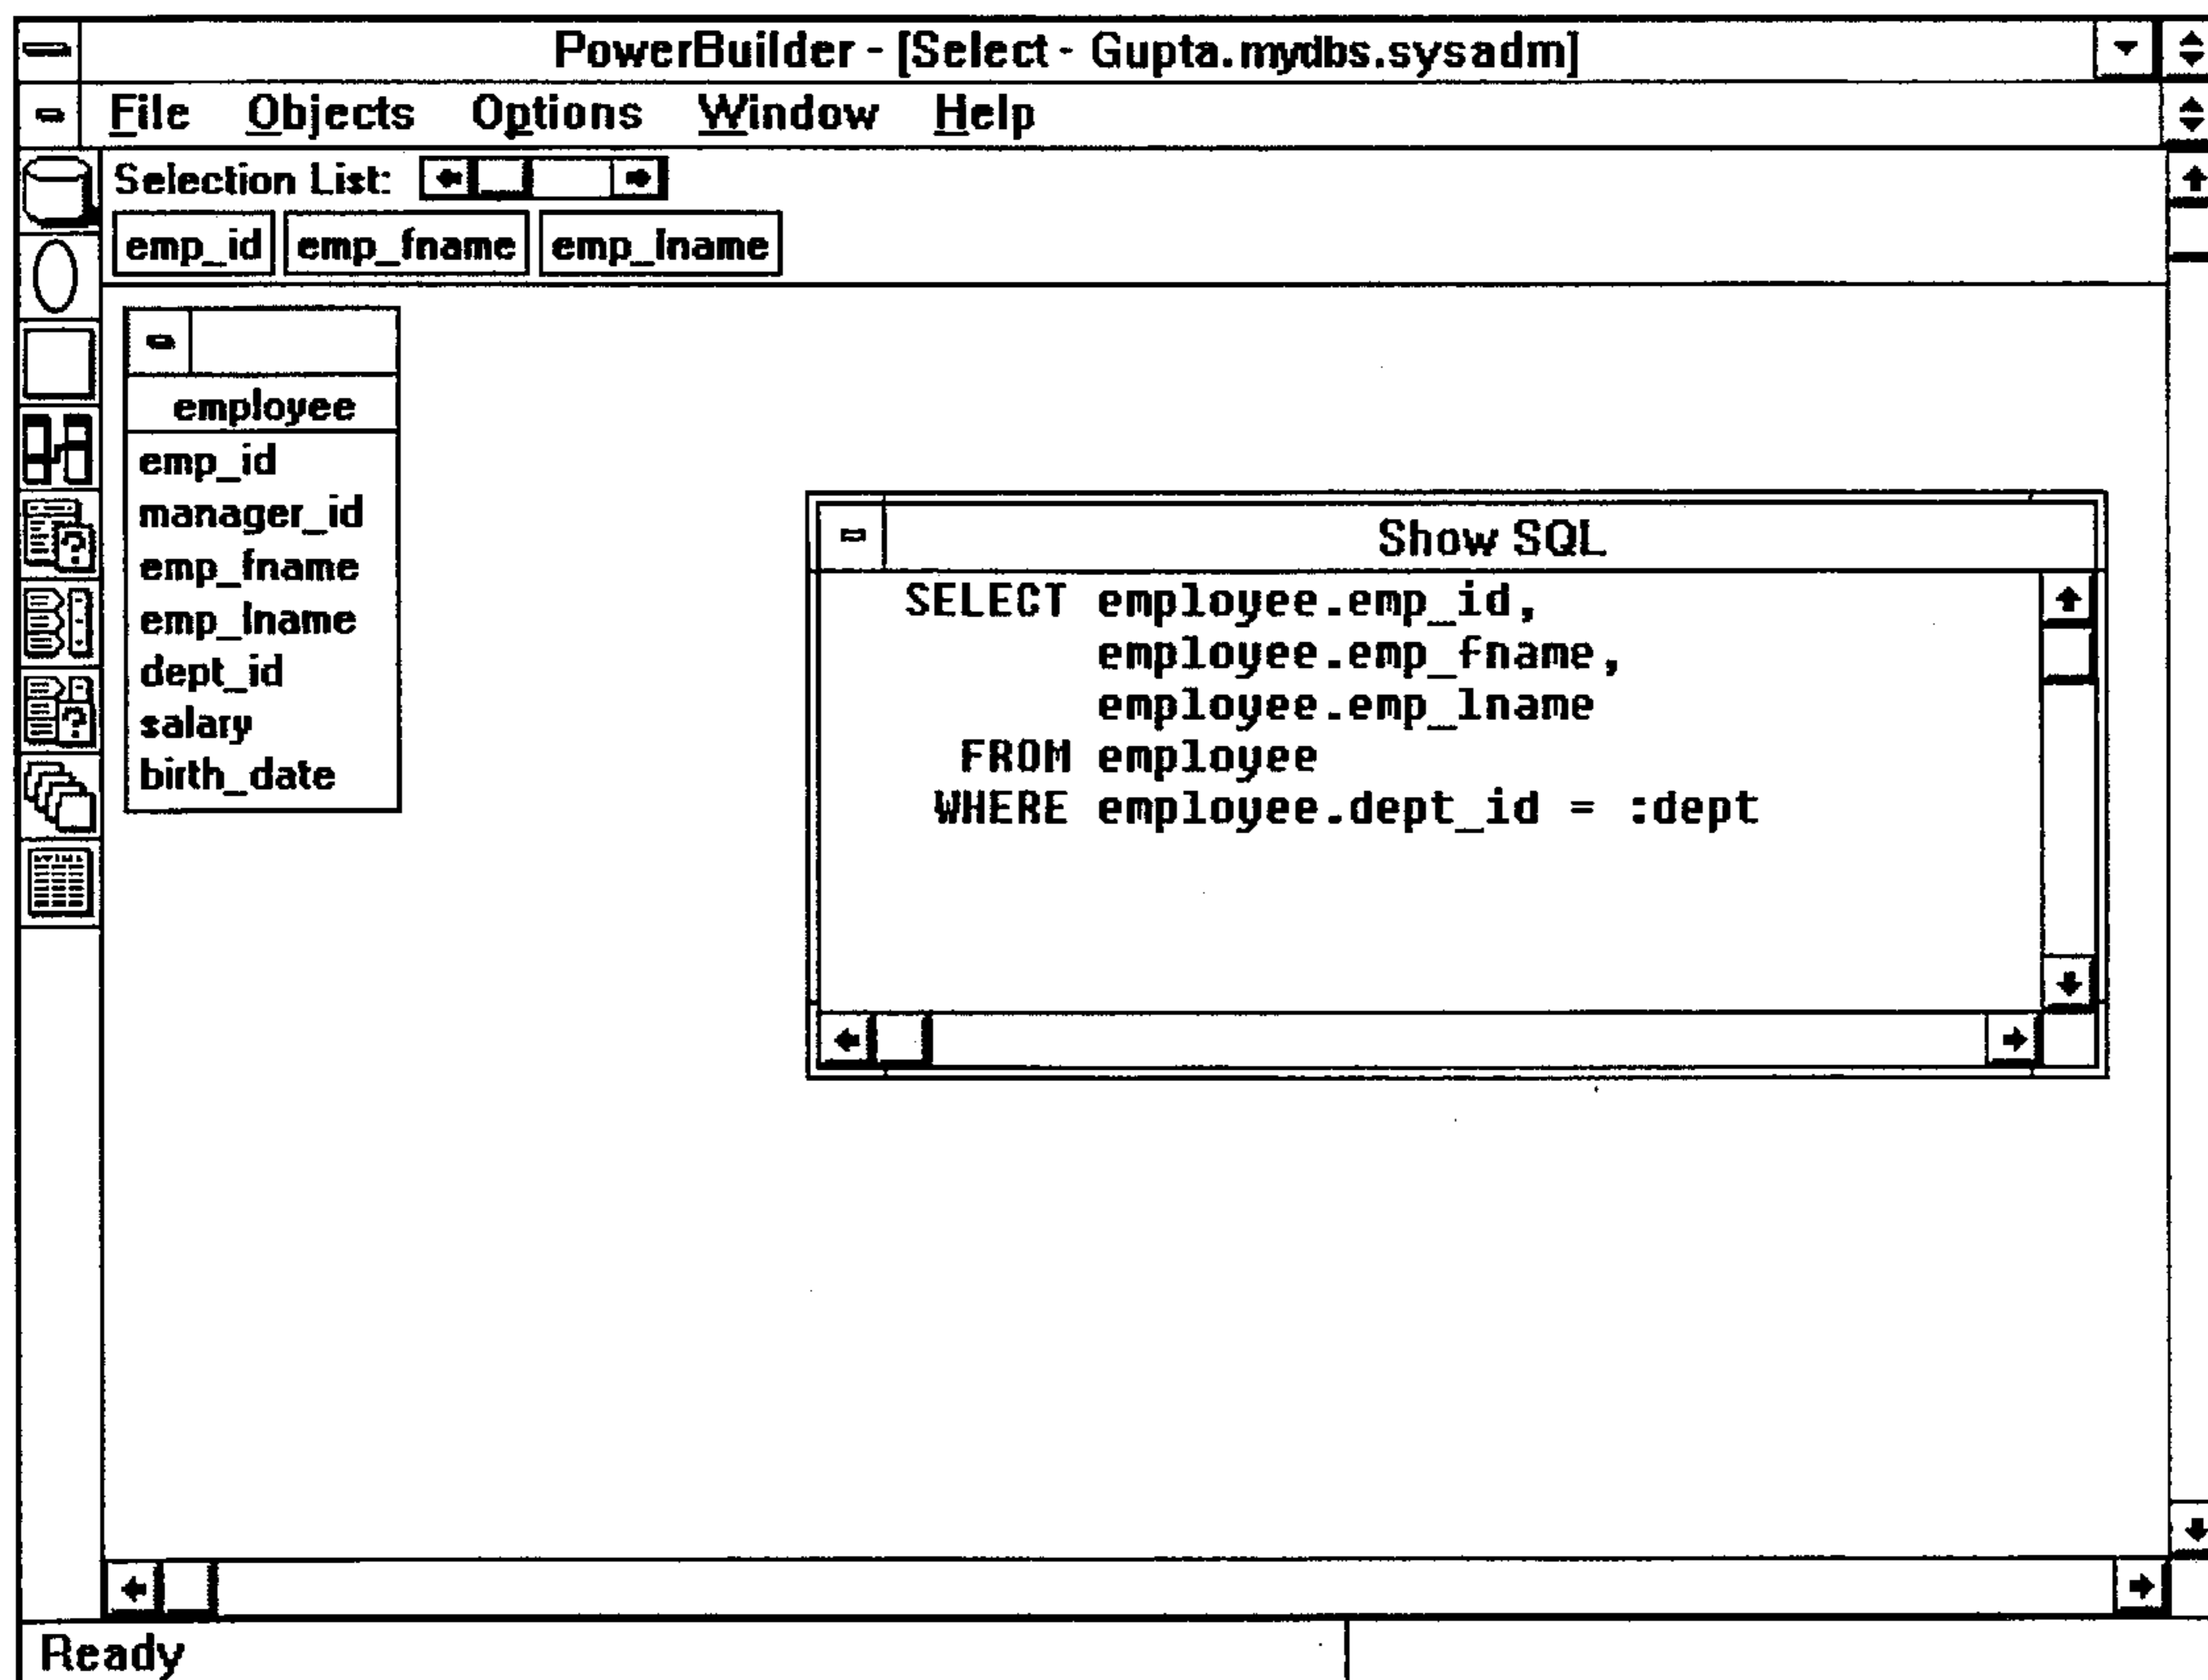 PowerBuilder - [Select - Gupta.mydbs.sysadm]
File Objects Options Window Help
Selection List:
emp_id emp_fname emp_lname
employee
emp_id
manager_id
emp_fname
emp_lname
dept_id
salary
birth_date
Show SQL
SELECT employee.emp_id,
employee.emp_fname,
employee.emp_lname
FROM employee
WHERE employee.dept_id = :dept
Ready